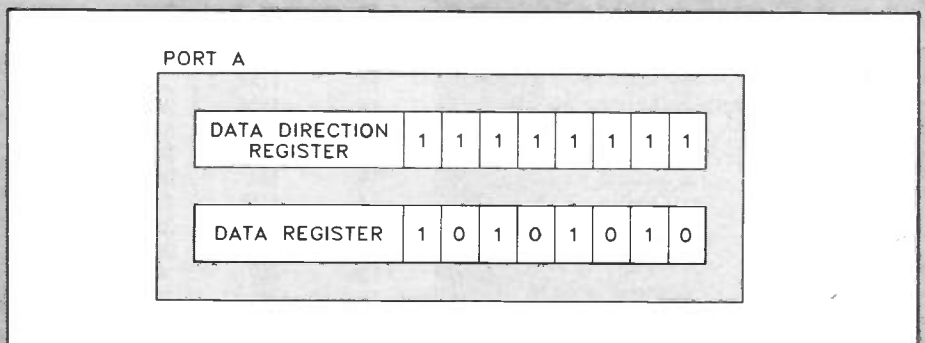 PORT A
DATA DIRECTION
REGISTER
1 1 1 1 1 1 1 1
DATA REGISTER 1 0 1 0 1 0 1 0